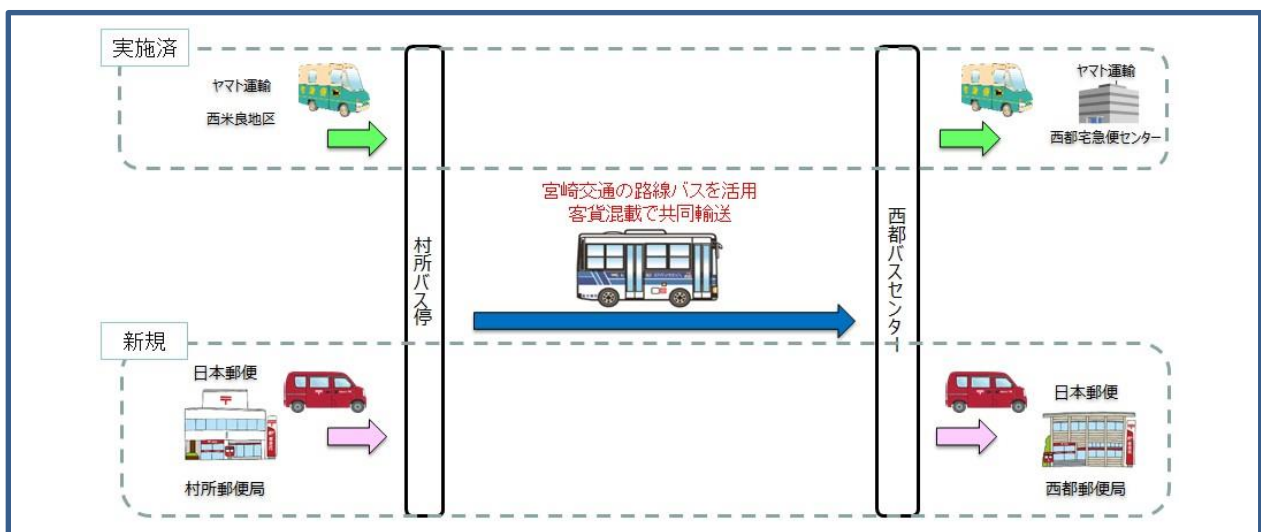 実施済
ヤマト運輸
西米良地区
ヤマト運輸
西都宅急便センター
宮崎交通の路線バスを活用
客貨混載で共同輸送
村所バス停
西都バスセンター
新規
日本郵便
村所郵便局
日本郵便
西都郵便局